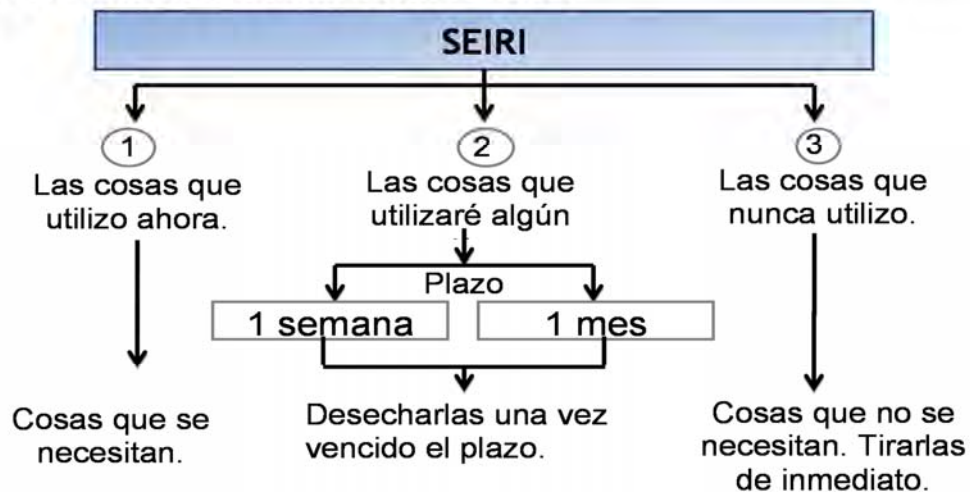 SEIRI
1
Las cosas que
utilizo ahora.
2
Las cosas que
utilizaré algún
3
Las cosas que
nunca utilizo.
Plazo
1 semana
1 mes
Cosas que se
necesitan.
Desecharlas una vez
vencido el plazo.
Cosas que no se
necesitan. Tirarlas
de inmediato.